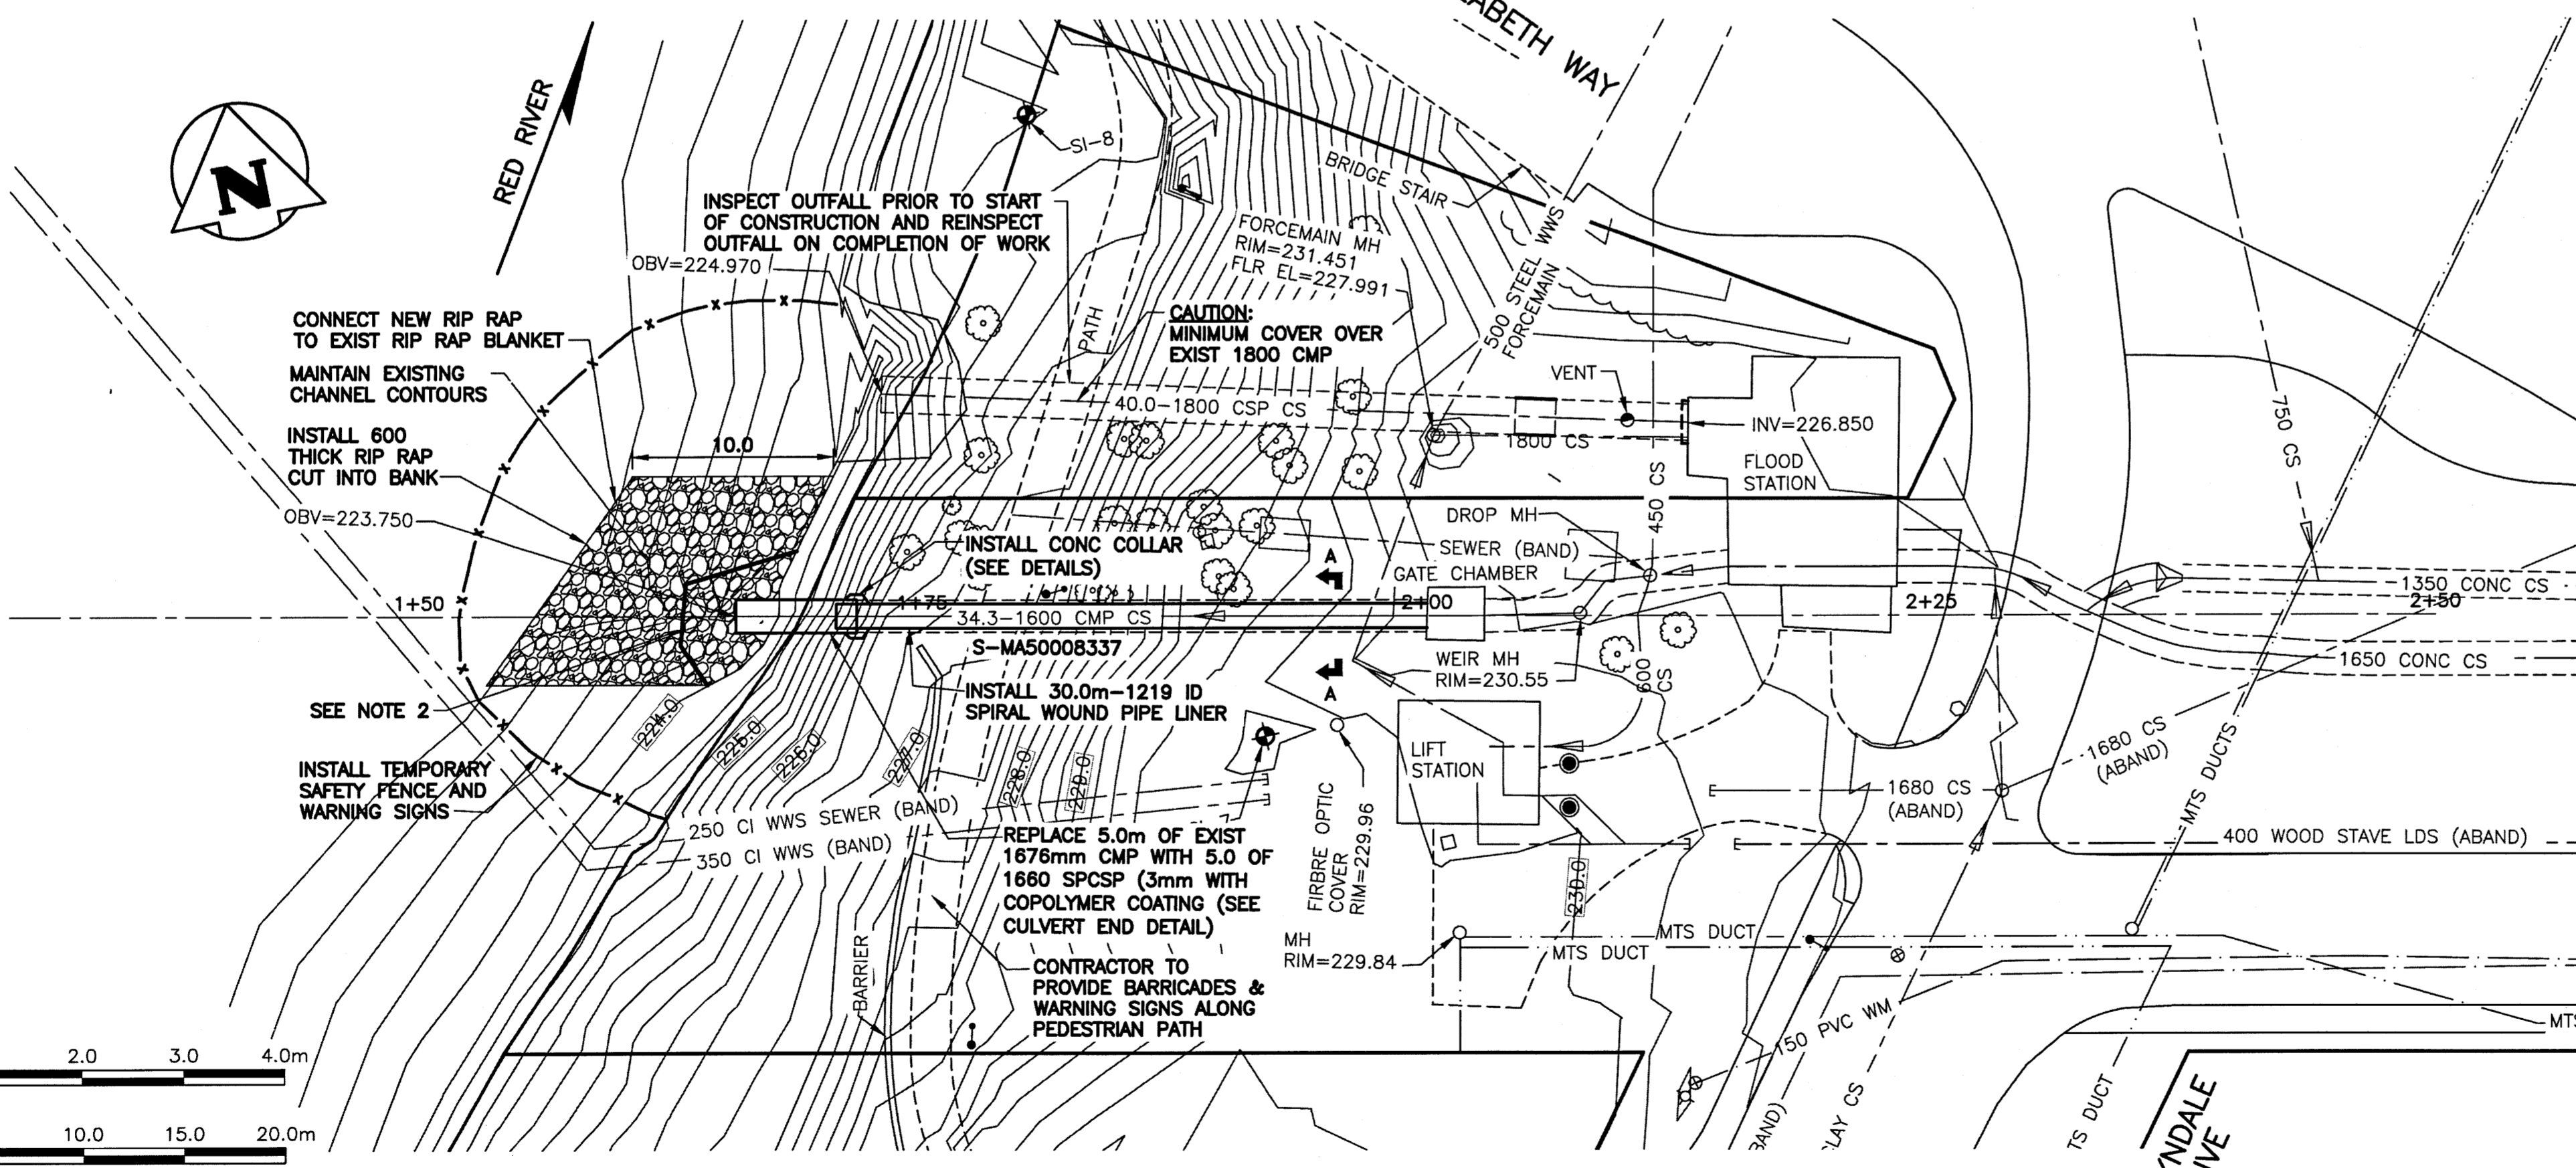 ABETH WAY
N
RED RIVER
SI-8
BRIDGE STAIR
INSPECT OUTFALL PRIOR TO START
OF CONSTRUCTION AND REINSPECT
OUTFALL ON COMPLETION OF WORK
OBV=224.970
FORCEMAIN MH
RIM=231.451
FLR EL=227.991
500 STEEL WWS
FORCEMAIN
CONNECT NEW RIP RAP
TO EXIST RIP RAP BLANKET
PATH
CAUTION:
MINIMUM COVER OVER
EXIST 1800 CMP
MAINTAIN EXISTING
CHANNEL CONTOURS
VENT
40.0-1800 CSP CS
1800 CS
INV=226.850
750 CS
INSTALL 600
THICK RIP RAP
CUT INTO BANK
10.0
FLOOD
STATION
450 CS
OBV=223.750
DROP MH
INSTALL CONC COLLAR
(SEE DETAILS)
SEWER (BAND)
A
GATE CHAMBER
1350 CONC CS
1+50
1+75
2+00
2+25
2+50
34.3-1600 CMP CS
S-MA50008337
WEIR MH
RIM=230.55
600
CS
1650 CONC CS
A
INSTALL 30.0m-1219 ID
SPIRAL WOUND PIPE LINER
SEE NOTE 2
224.0
225.0
226.0
227.0
228.0
229.0
LIFT
STATION
INSTALL TEMPORARY
SAFETY FENCE AND
WARNING SIGNS
1680 CS
(ABAND)
1680 CS
(ABAND)
MTS DUCTS
250 CI WWS SEWER (BAND)
350 CI WWS (BAND)
REPLACE 5.0m OF EXIST
1676mm CMP WITH 5.0 OF
1660 SPCSP (3mm WITH
COPOLYMER COATING (SEE
CULVERT END DETAIL)
FIRBRE OPTIC
COVER
RIM=229.96
230.0
400 WOOD STAVE LDS (ABAND)
BARRIER
MH
RIM=229.84
MTS DUCT
MTS DUCT
CONTRACTOR TO
PROVIDE BARRICADES &
WARNING SIGNS ALONG
PEDESTRIAN PATH
150 PVC WM
MTS
2.0 3.0 4.0m
10.0 15.0 20.0m
BAND)
CLAY CS
TS DUCT
NDALE
IVE